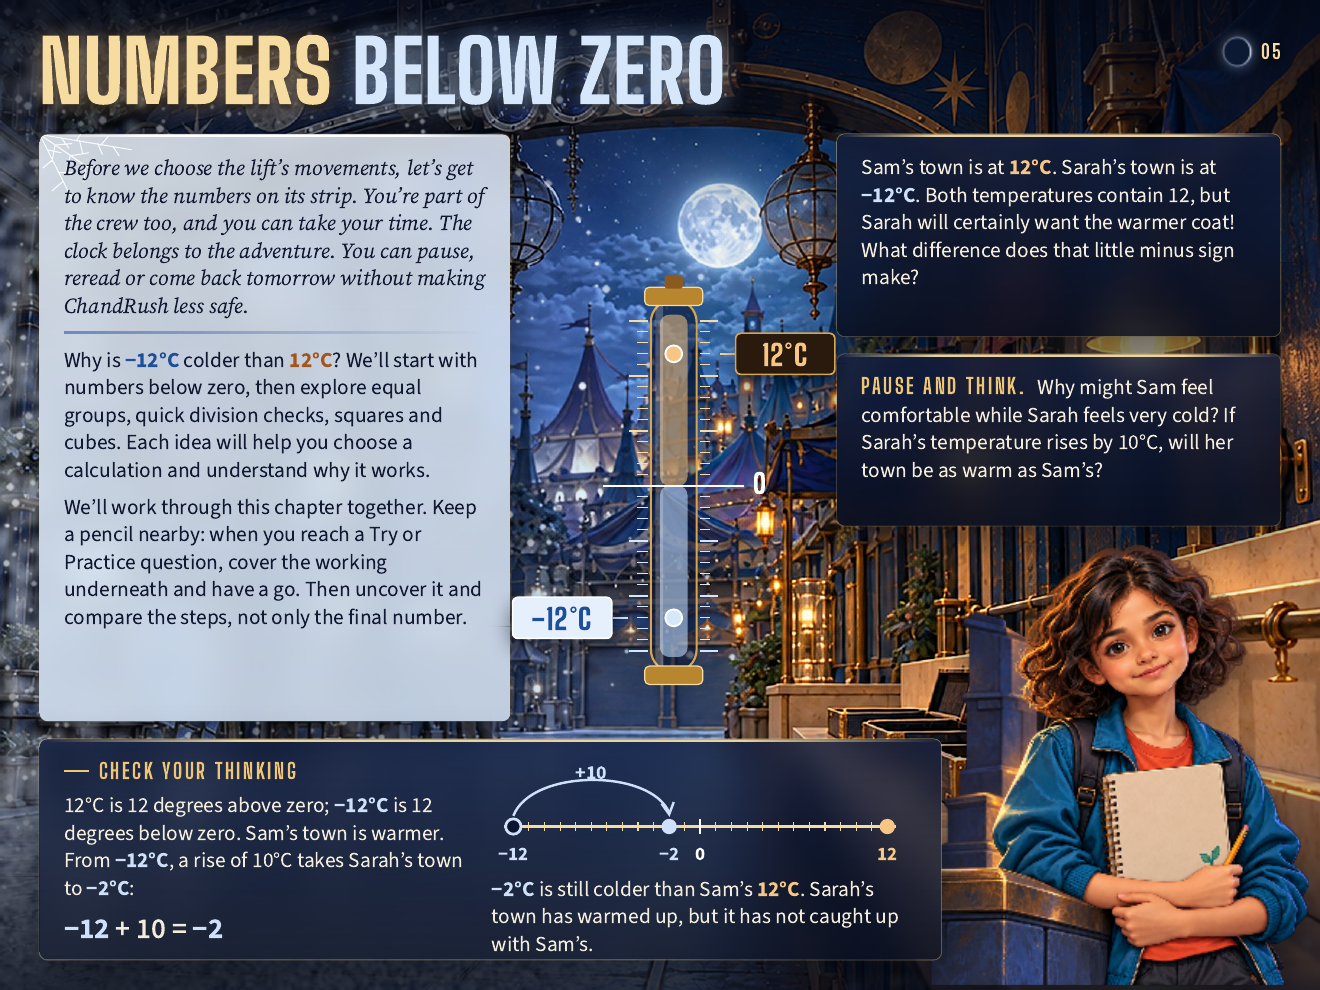 NUMBERS BELOW ZERO
05
Before we choose the lift’s movements, let’s get
to know the numbers on its strip. You’re part of
the crew too, and you can take your time. The
clock belongs to the adventure. You can pause,
reread or come back tomorrow without making
ChandRush less safe.
Why is −12°C colder than 12°C? We’ll start with
numbers below zero, then explore equal
groups, quick division checks, squares and
cubes. Each idea will help you choose a
calculation and understand why it works.
We’ll work through this chapter together. Keep
a pencil nearby: when you reach a Try or
Practice question, cover the working
underneath and have a go. Then uncover it and
compare the steps, not only the final number.
12°C
0
−12°C
Sam’s town is at 12°C. Sarah’s town is at
−12°C. Both temperatures contain 12, but
Sarah will certainly want the warmer coat!
What difference does that little minus sign
make?
PAUSE AND THINK. Why might Sam feel
comfortable while Sarah feels very cold? If
Sarah’s temperature rises by 10°C, will her
town be as warm as Sam’s?
CHECK YOUR THINKING
12°C is 12 degrees above zero; −12°C is 12
degrees below zero. Sam’s town is warmer.
From −12°C, a rise of 10°C takes Sarah’s town
to −2°C:
−12 + 10 = −2
+10
−12 −2 0 12
−2°C is still colder than Sam’s 12°C. Sarah’s
town has warmed up, but it has not caught up
with Sam’s.